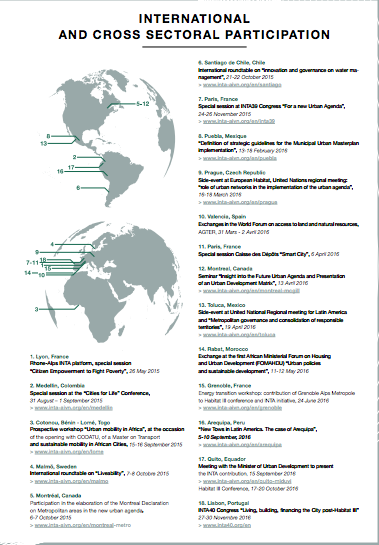 INTERNATIONAL
AND CROSS SECTORAL PARTICIPATION
5-12
8
13
2
17
16
6
4
9
7-11
18
15
14
10
3
1. Lyon, France
Rhone-Alps INTA platform, special session
"Citizen Empowerment to Fight Poverty", 26 May 2015
2. Medellin, Colombia
Special session at the "Cities for Life" Conference,
31 August – 1 September 2015
> www.inta-aivn.org/en/medellin
3. Cotonou, Bénin - Lomé, Togo
Prospective workshop "Urban mobility in Africa", at the occasion
of the opening with CODATU, of a Master on Transport
and sustainable mobility in African Cities, 15-16 September 2015
> www.inta-aivn.org/en/lome
4. Malmö, Sweden
International roundtable on "Liveability", 7-8 October 2015
> www.inta-aivn.org/en/malmo
5. Montréal, Canada
Participation in the elaboration of the Montreal Declaration
on Metropolitan areas in the new urban agenda,
6-7 October 2015
> www.inta-aivn.org/en/montreal-metro
6. Santiago de Chile, Chile
International roundtable on "Innovation and governance on water ma-
nagement", 21-22 October 2015
> www.inta-aivn.org/en/santiago
7. Paris, France
Special session at INTA39 Congress "For a new Urban Agenda",
24-26 November 2015
> www.inta-aivn.org/en/inta39
8. Puebla, Mexique
"Definition of strategic guidelines for the Municipal Urban Masterplan
implementation", 13-18 February 2016
> www.inta-aivn.org/en/puebla
9. Prague, Czech Republic
Side-event at European Habitat, United Nations regional meeting:
"role of urban networks in the implementation of the urban agenda",
16-18 March 2016
> www.inta-aivn.org/en/prague
10. Valencia, Spain
Exchanges in the World Forum on access to land and natural resources,
AGTER, 31 Mars - 2 Avril 2016
11. Paris, France
Special session Caisse des Dépôts "Smart City", 6 April 2016
12. Montreal, Canada
Seminar "Insight into the Future Urban Agenda and Presentation
of an Urban Development Matrix", 13 Avril 2016
> www.inta-aivn.org/en/montreal-mcgill
13. Toluca, Mexico
Side-event at United National Regional meeting for Latin America
and "Metropolitan governance and consolidation of responsible
territories", 19 April 2016
> www.inta-aivn.org/en/toluca
14. Rabat, Morocco
Exchange at the first African Ministerial Forum on Housing
and Urban Development (FOMAHDU) "Urban policies
and sustainable development", 11-12 May 2016
15. Grenoble, France
Energy transition workshop: contribution of Grenoble Alps Metropole
to Habitat III conference and INTA initiative, 24 June 2016
> www.inta-aivn.org/en/grenoble
16. Arequipa, Peru
"New Towns in Latin America. The case of Arequipa",
5-10 September, 2016
> www.inta-aivn.org/en/arequipa
17. Quito, Equador
Meeting with the Minister of Urban Development to present
the INTA contribution, 15 September 2016
> www.inta-aivn.org/en/quito-miduvi
Habitat III Conference, 17-20 October 2016
18. Lisbon, Portugal
INTA40 Congress "Living, building, financing the City post-Habitat III"
27-30 Novembre 2016
> www.inta40.org/en